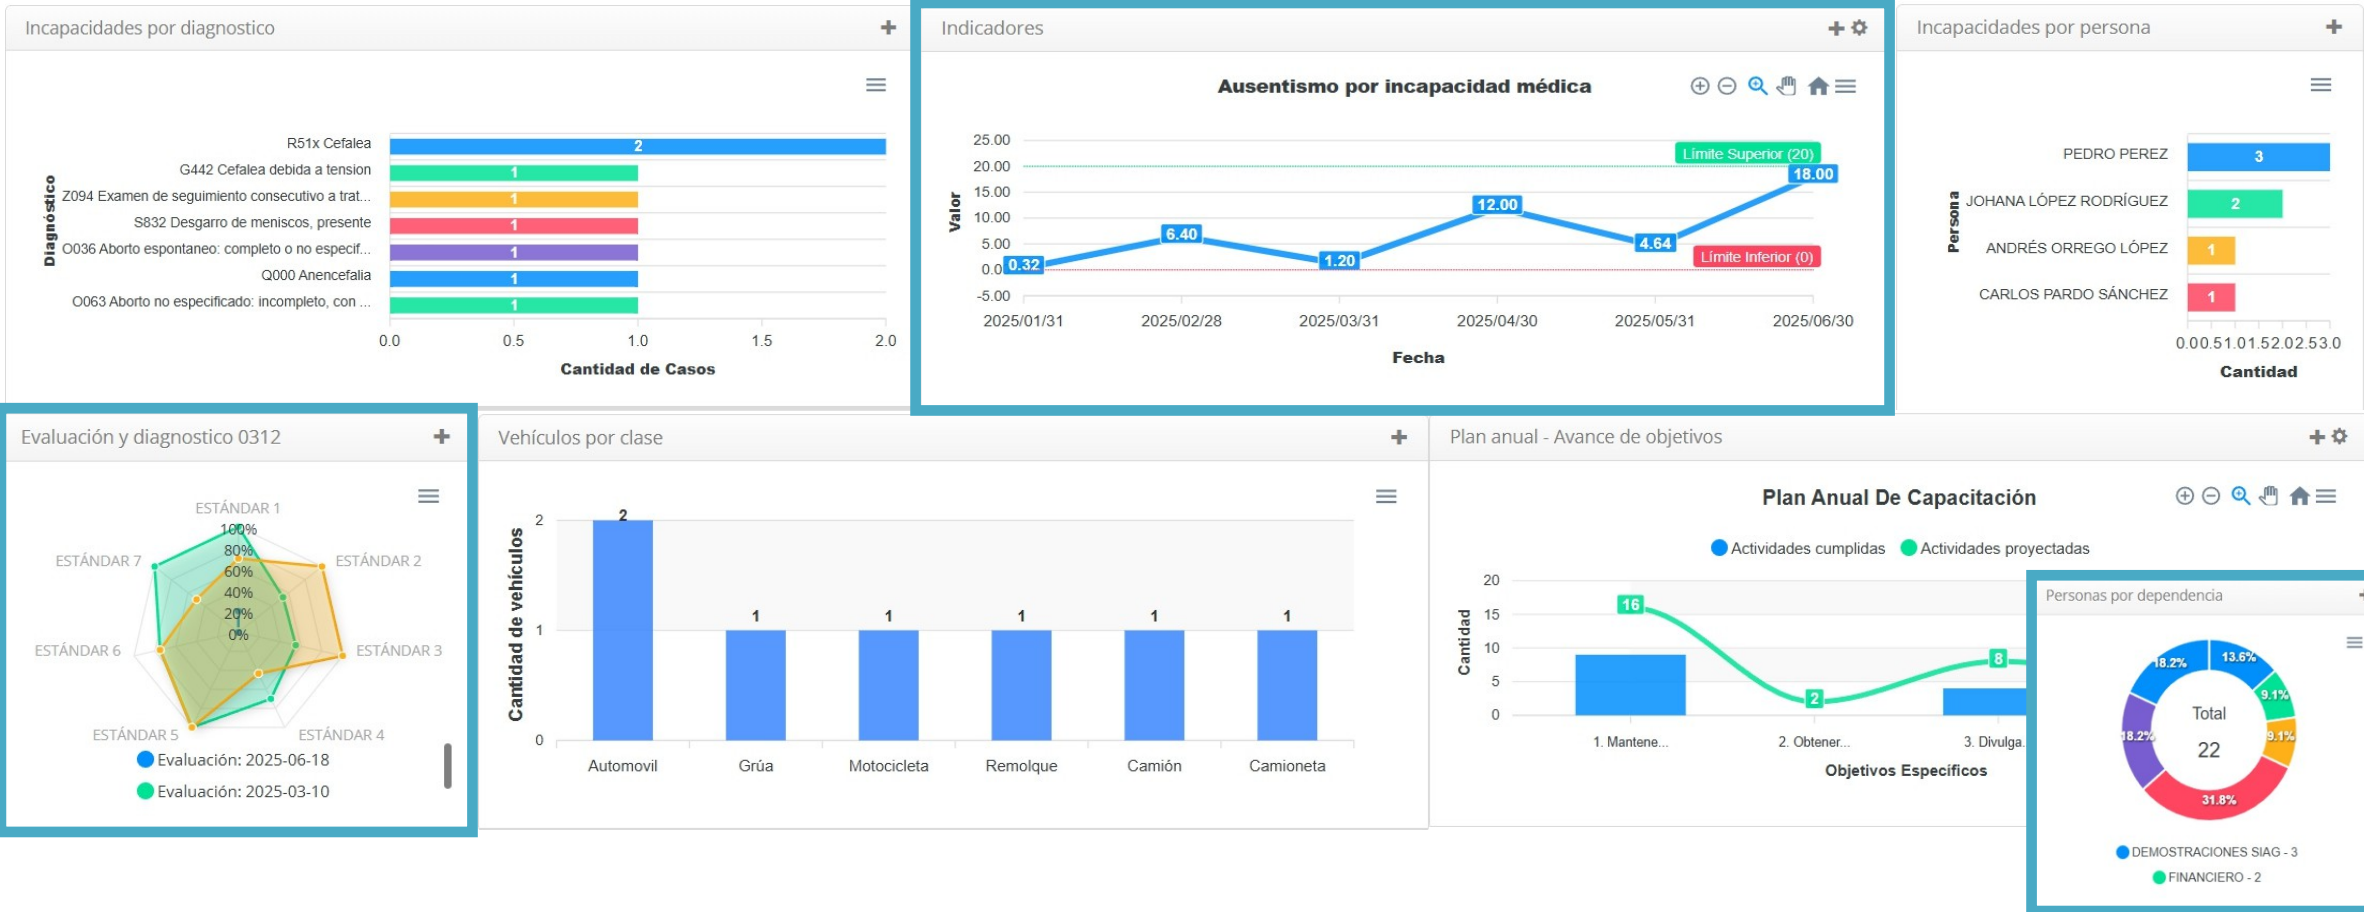 Incapacidades por diagnostico
Diagnóstico
R51x Cefalea
2
G442 Cefalea debida a tension
1
Z094 Examen de seguimiento consecutivo a trat...
1
S832 Desgarro de meniscos, presente
1
O036 Aborto espontaneo: completo o no especif...
1
Q000 Anencefalia
1
O063 Aborto no especificado: incompleto, con ...
1
0.0 0.5 1.0 1.5 2.0
Cantidad de Casos
Indicadores
Ausentismo por incapacidad médica
Valor
25.00
20.00
15.00
10.00
5.00
0.0
-5.00
Límite Superior (20)
18.00
12.00
6.40
4.64
1.20
0.32
Límite Inferior (0)
2025/01/31 2025/02/28 2025/03/31 2025/04/30 2025/05/31 2025/06/30
Fecha
Incapacidades por persona
Persona
PEDRO PEREZ
3
JOHANA LÓPEZ RODRÍGUEZ
2
ANDRÉS ORREGO LÓPEZ
1
CARLOS PARDO SÁNCHEZ
1
0.00.51.01.52.02.53.0
Cantidad
Evaluación y diagnostico 0312
ESTÁNDAR 1
ESTÁNDAR 2
ESTÁNDAR 3
ESTÁNDAR 4
ESTÁNDAR 5
ESTÁNDAR 6
ESTÁNDAR 7
100%
80%
60%
40%
20%
0%
Evaluación: 2025-06-18
Evaluación: 2025-03-10
Vehículos por clase
Cantidad de vehículos
2
1
0
2
1
1
1
1
1
Automovil Grúa Motocicleta Remolque Camión Camioneta
Plan anual - Avance de objetivos
Plan Anual De Capacitación
Actividades cumplidas Actividades proyectadas
Cantidad
20
15
10
5
0
16
2
8
1. Mantene... 2. Obtener... 3. Divulga.
Objetivos Específicos
Personas por dependencia
18.2%
13.6%
9.1%
9.1%
31.8%
18.2%
Total
22
DEMOSTRACIONES SIAG - 3
FINANCIERO - 2